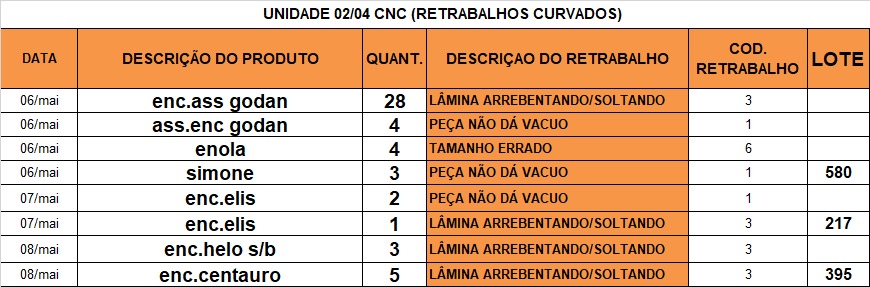 UNIDADE 02/04 CNC (RETRABALHOS CURVADOS)
DATA DESCRIÇÃO DO PRODUTO QUANT. DESCRIÇAO DO RETRABALHO COD. RETRABALHO LOTE
06/mai enc.ass godan 28 LÂMINA ARREBENTANDO/SOLTANDO 3
06/mai ass.enc godan 4 PEÇA NÃO DÁ VACUO 1
06/mai enola 4 TAMANHO ERRADO 6
06/mai simone 3 PEÇA NÃO DÁ VACUO 1 580
07/mai enc.elis 2 PEÇA NÃO DÁ VACUO 1
07/mai enc.elis 1 LÂMINA ARREBENTANDO/SOLTANDO 3 217
08/mai enc.helo s/b 3 LÂMINA ARREBENTANDO/SOLTANDO 3
08/mai enc.centauro 5 LÂMINA ARREBENTANDO/SOLTANDO 3 395